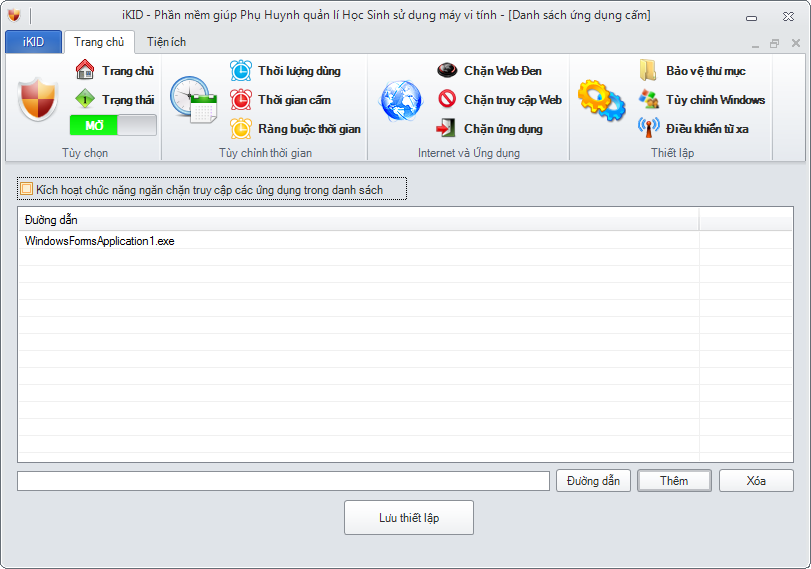 iKID - Phần mềm giúp Phụ Huynh quản lí Học Sinh sử dụng máy vi tính - [Danh sách ứng dụng cấm]
iKID Trang chủ Tiện ích
Trang chủ
Trạng thái
MỞ
Tùy chọn
Thời lượng dùng
Thời gian cấm
Ràng buộc thời gian
Tùy chỉnh thời gian
Chặn Web Đen
Chặn truy cập Web
Chặn ứng dụng
Internet và Ứng dụng
Bảo vệ thư mục
Tùy chỉnh Windows
Điều khiển từ xa
Thiết lập
Kích hoạt chức năng ngăn chặn truy cập các ứng dụng trong danh sách
Đường dẫn
WindowsFormsApplication1.exe
Đường dẫn Thêm Xóa
Lưu thiết lập